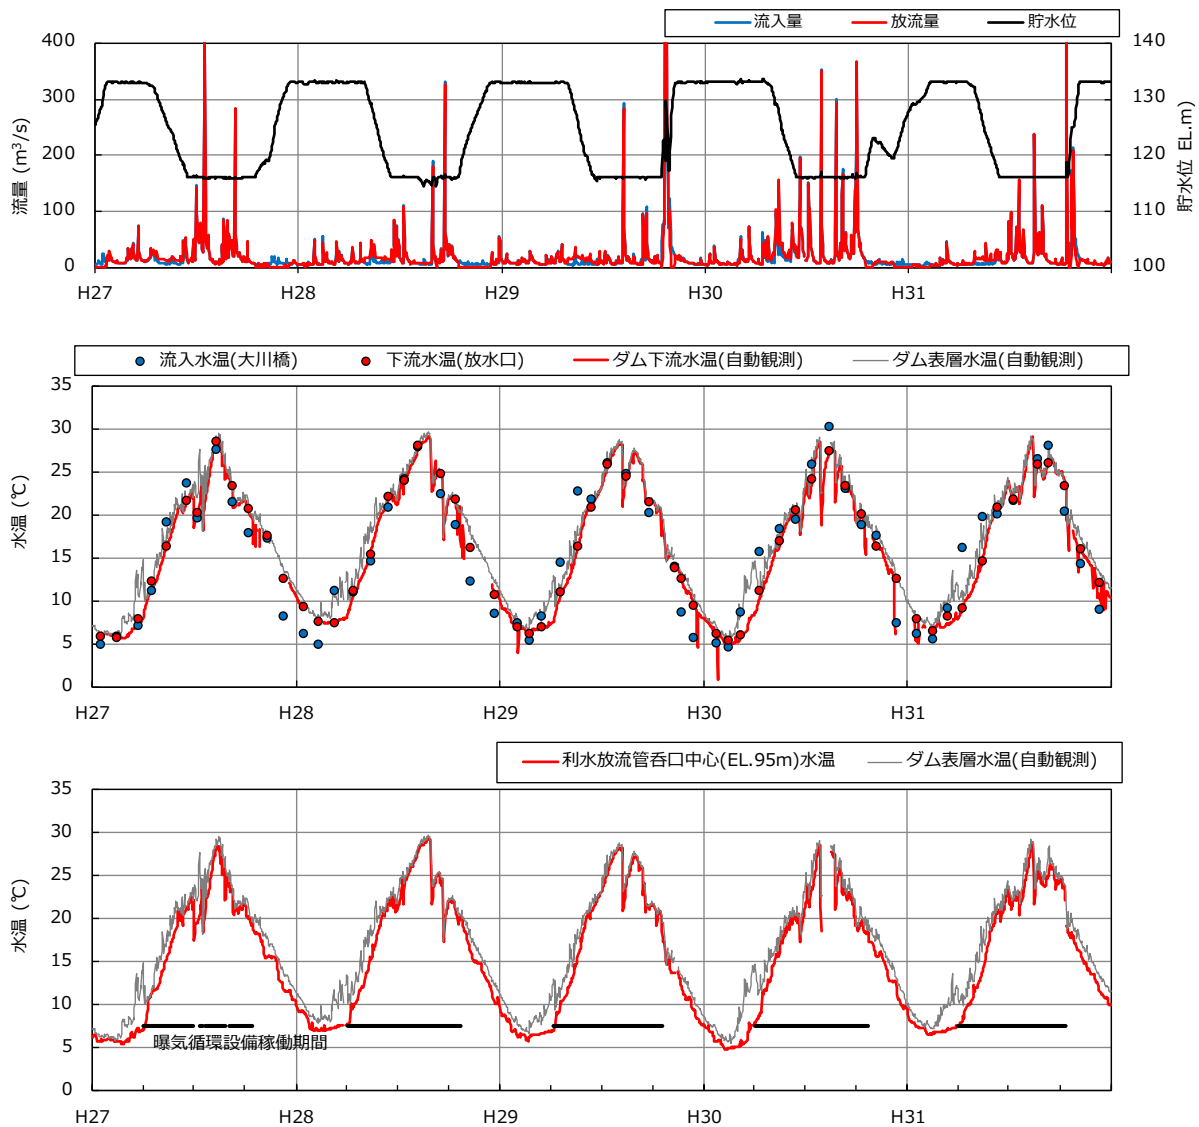 流入量 放流量 貯水位
400 140
300 130
200 120
100 110
0 100
流量 (m³/s)
貯水位 EL.m)
H27 H28 H29 H30 H31
流入水温(大川橋) 下流水温(放水口) ダム下流水温(自動観測) ダム表層水温(自動観測)
35
30
25
20
15
10
5
0
水温 (℃)
H27 H28 H29 H30 H31
利水放流管呑口中心(EL.95m)水温 ダム表層水温(自動観測)
35
30
25
20
15
10
5
0
水温 (℃)
曝気循環設備稼働期間
H27 H28 H29 H30 H31